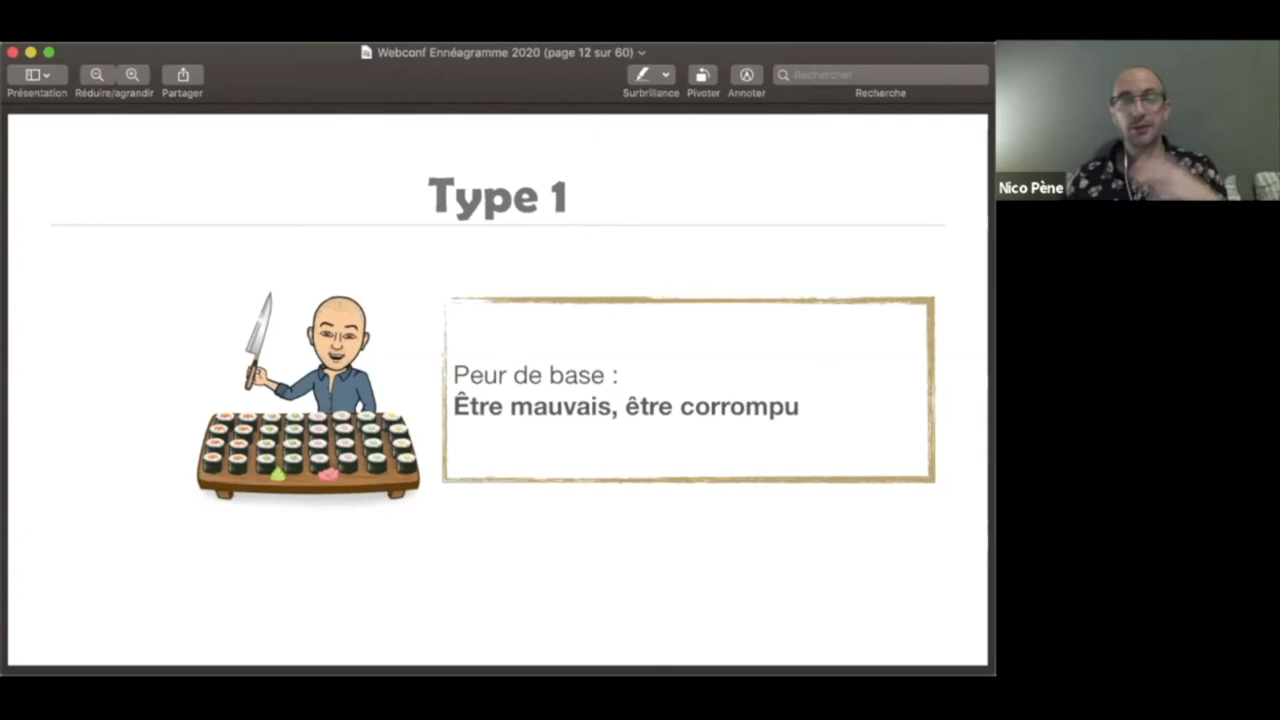 Webconf Ennéagramme 2020 (page 12 sur 60)
Présentation
Réduire/agrandir
Partager
Surbrillance
Pivoter
Annoter
Rechercher
Recherche
Nico Pène
Type 1
Peur de base :
Être mauvais, être corrompu